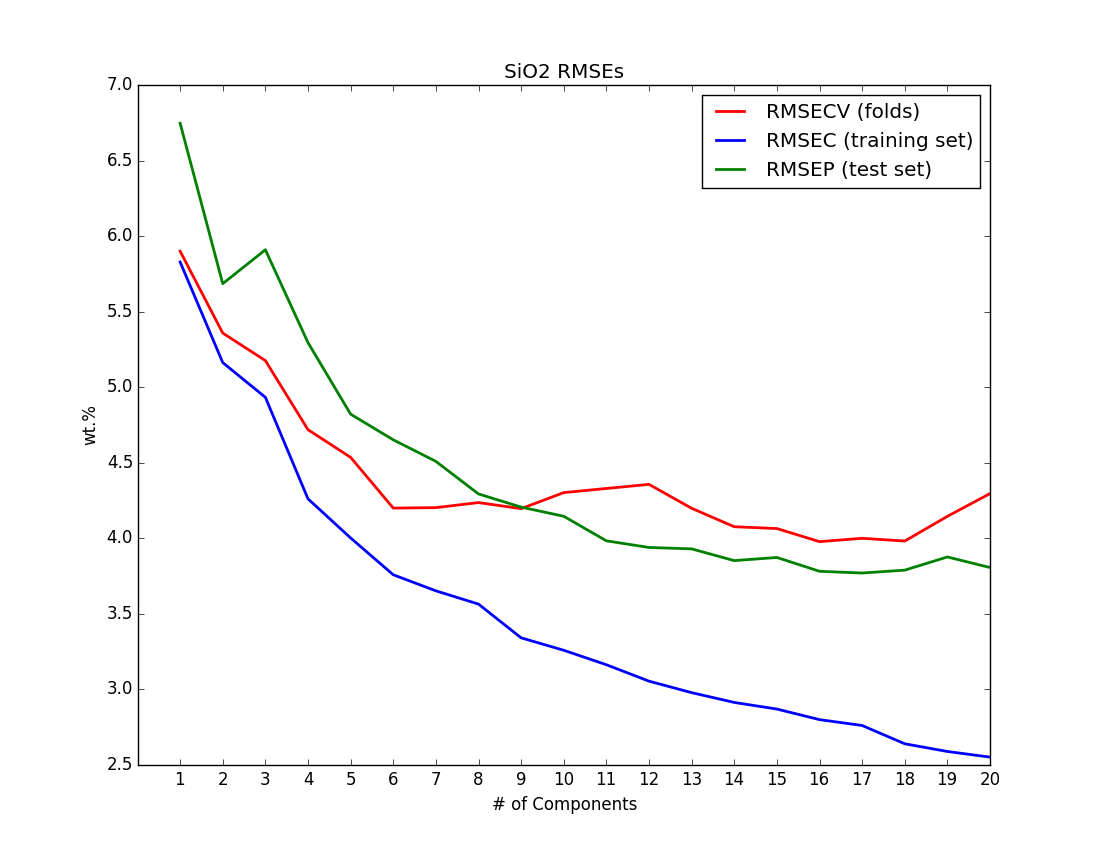 SiO2 RMSEs
7.0
6.5
6.0
5.5
5.0
4.5
4.0
3.5
3.0
2.5
wt.%
RMSECV (folds)
RMSEC (training set)
RMSEP (test set)
1 2 3 4 5 6 7 8 9 10 11 12 13 14 15 16 17 18 19 20
# of Components